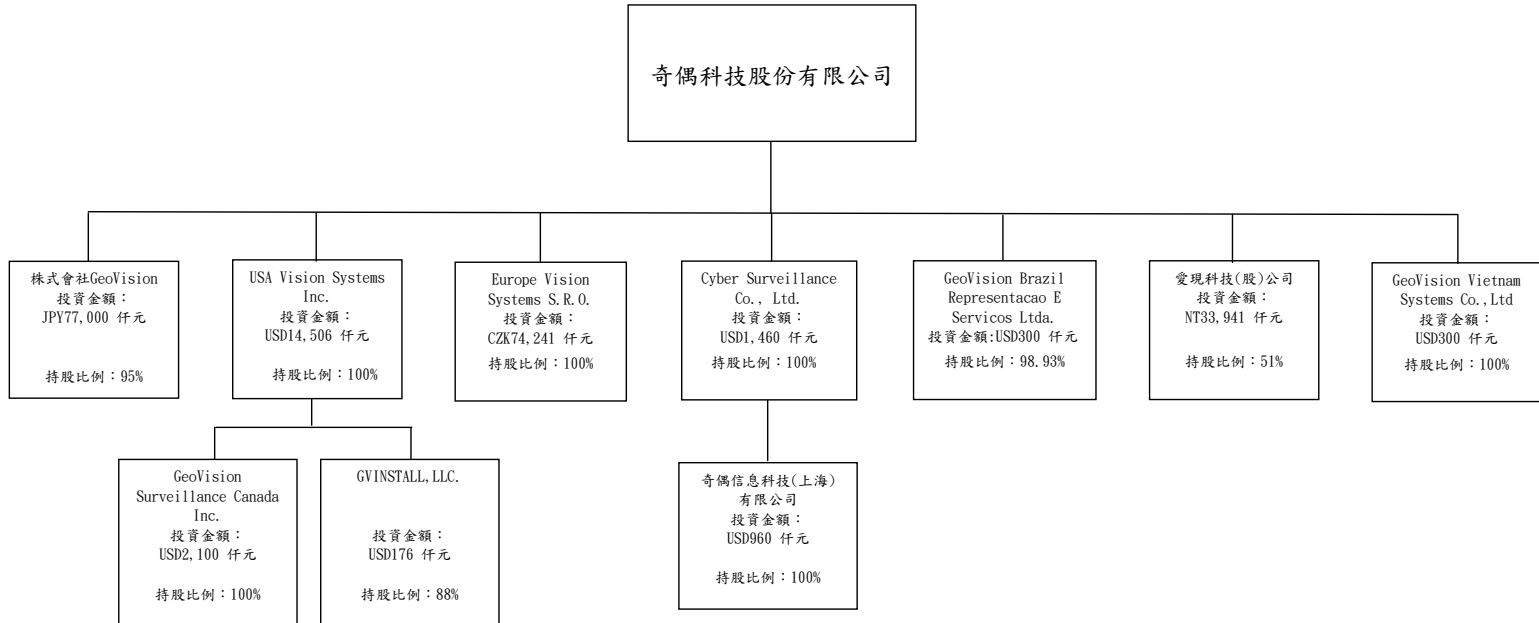 奇偶科技股份有限公司
株式會社GeoVision
投資金額：
JPY77,000 仟元
持股比例：95%
USA Vision Systems
Inc.
投資金額：
USD14,506 仟元
持股比例：100%
Europe Vision
Systems S.R.O.
投資金額：
CZK74,241 仟元
持股比例：100%
Cyber Surveillance
Co., Ltd.
投資金額：
USD1,460 仟元
持股比例：100%
GeoVision Brazil
Representacao E
Servicos Ltda.
投資金額:USD300 仟元
持股比例：98.93%
愛現科技(股)公司
投資金額：
NT33,941 仟元
持股比例：51%
GeoVision Vietnam
Systems Co.,Ltd
投資金額：
USD300 仟元
持股比例：100%
GeoVision
Surveillance Canada
Inc.
投資金額：
USD2,100 仟元
持股比例：100%
GVINSTALL,LLC.
投資金額：
USD176 仟元
持股比例：88%
奇偶信息科技(上海)
有限公司
投資金額：
USD960 仟元
持股比例：100%